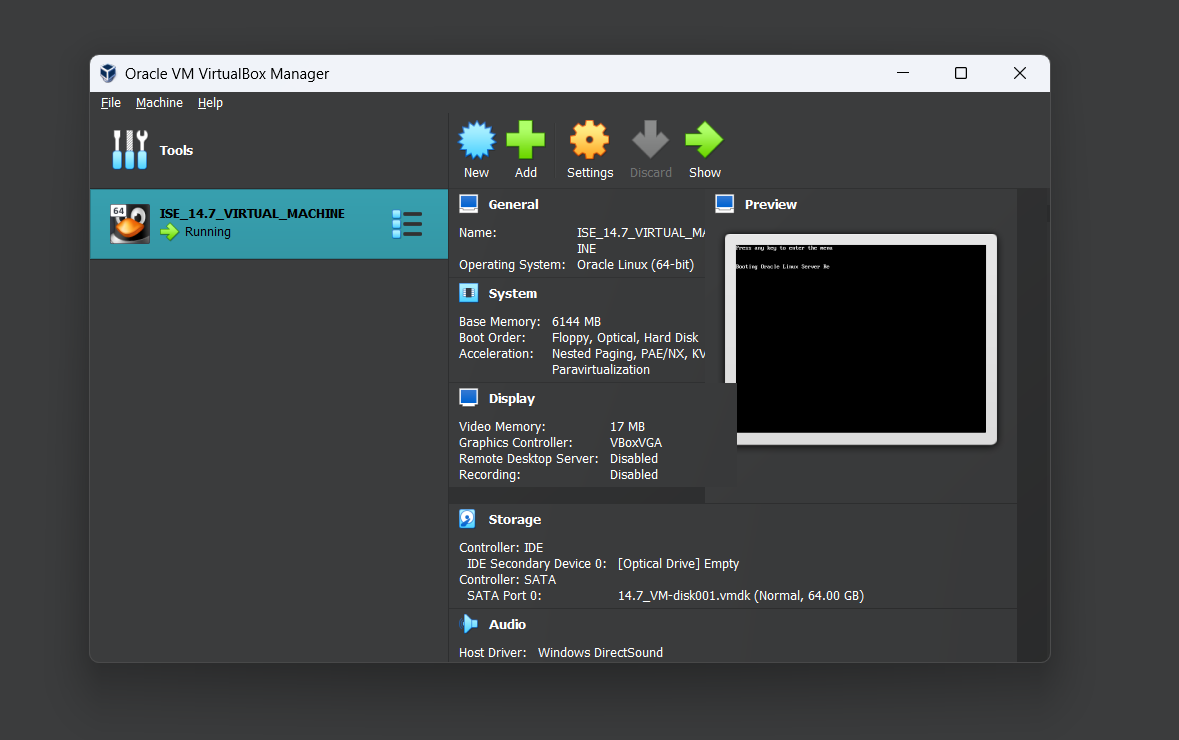 Oracle VM VirtualBox Manager
File Machine Help
Tools
New Add Settings Discard Show
64
ISE_14.7_VIRTUAL_MACHINE
Running
General
Name: ISE_14.7_VIRTUAL_MA
INE
Operating System: Oracle Linux (64-bit)
System
Base Memory: 6144 MB
Boot Order: Floppy, Optical, Hard Disk
Acceleration: Nested Paging, PAE/NX, KV
Paravirtualization
Display
Video Memory: 17 MB
Graphics Controller: VBoxVGA
Remote Desktop Server: Disabled
Recording: Disabled
Preview
Press any key to enter the menu
Booting Oracle Linux Server Re
Storage
Controller: IDE
IDE Secondary Device 0: [Optical Drive] Empty
Controller: SATA
SATA Port 0: 14.7_VM-disk001.vmdk (Normal, 64.00 GB)
Audio
Host Driver: Windows DirectSound